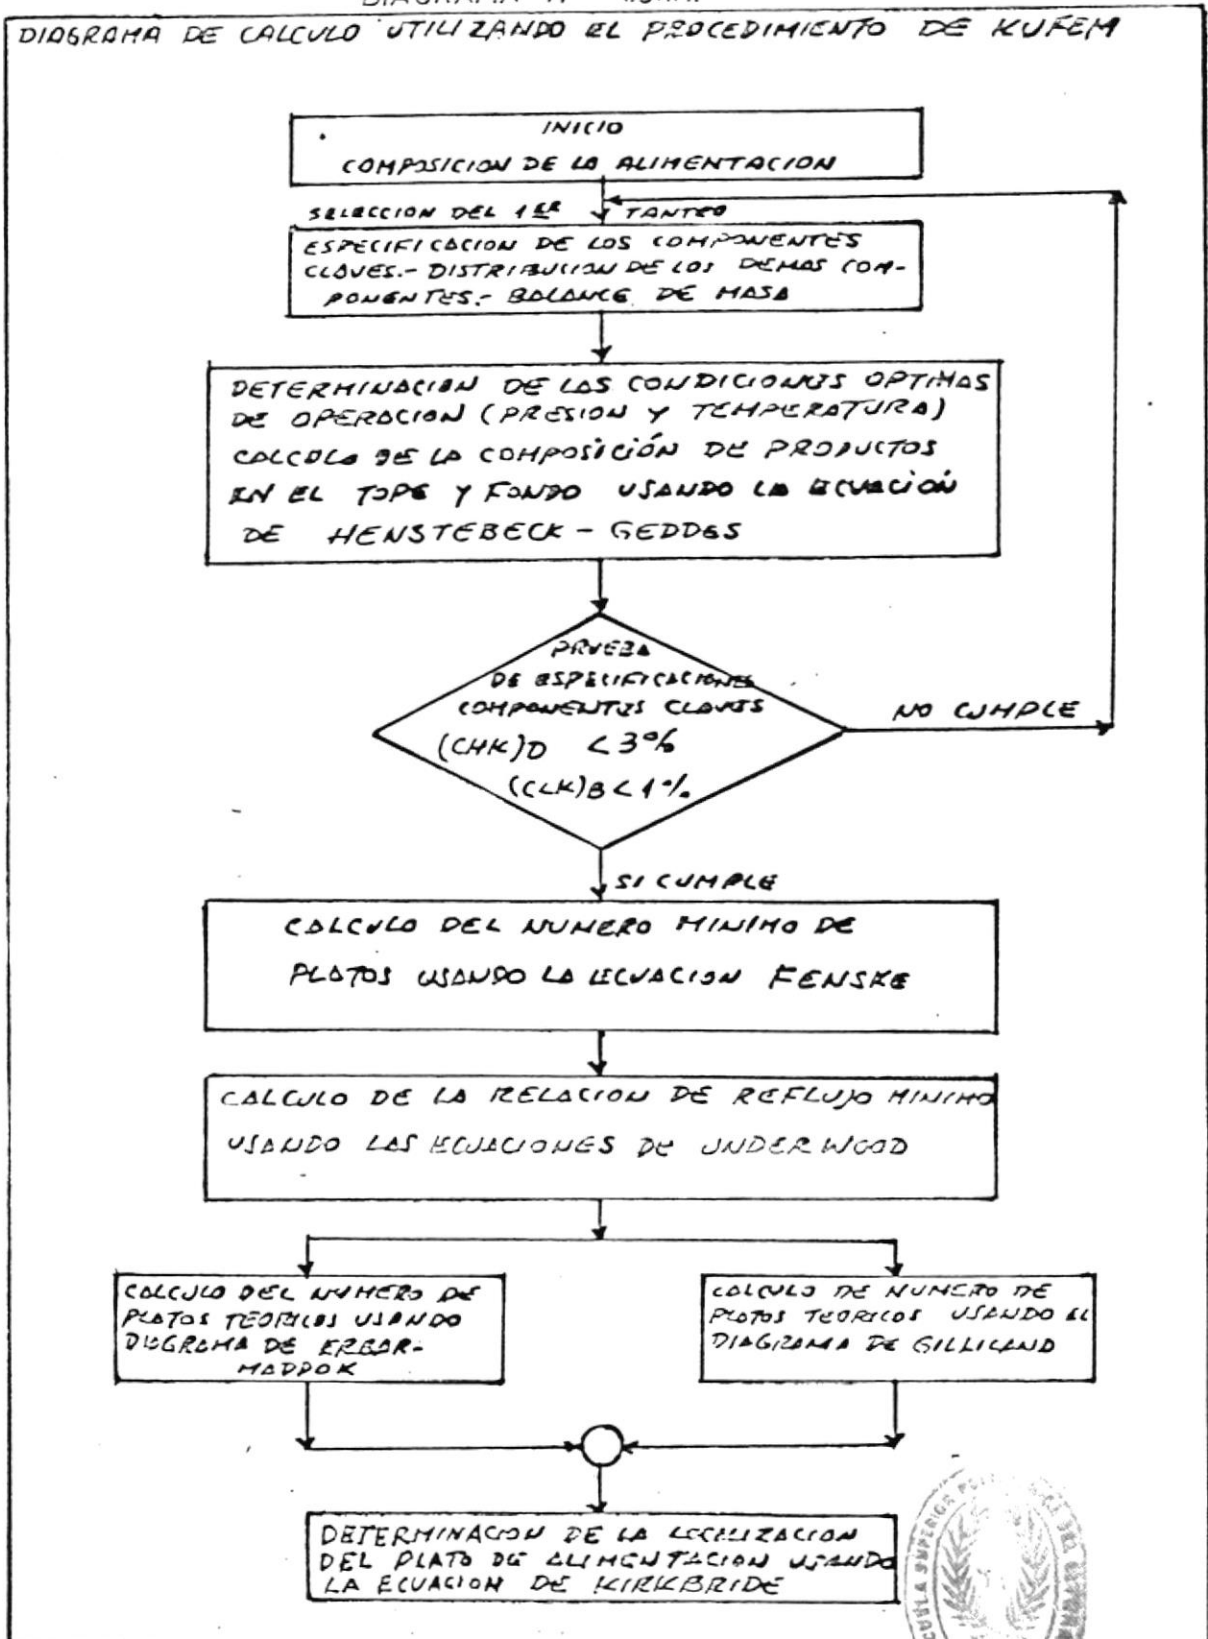 DIAGRAMA DE CALCULO UTILIZANDO EL PROCEDIMIENTO DE KUFEM
INICIO
COMPOSICION DE LA ALIMENTACION
SELECCION DEL 1ER TANTEO
ESPECIFICACION DE LOS COMPONENTES
CLAVES.- DISTRIBUCION DE LOS DEMAS COM-
PONENTES.- BALANCE DE MASA
DETERMINACION DE LAS CONDICIONES OPTIMAS
DE OPERACION (PRESION Y TEMPERATURA)
CALCULO DE LA COMPOSICIÓN DE PRODUCTOS
EN EL TOPE Y FONDO USANDO LA ECUACIÓN
DE HENSTEBECK - GEDDES
PRUEBA
DE ESPECIFICACIONES
COMPONENTES CLAVES
(CHK)D < 3%
(CLK)B < 1%
NO CUMPLE
SI CUMPLE
CALCULO DEL NUMERO MINIMO DE
PLATOS USANDO LA ECUACION FENSKE
CALCULO DE LA RELACION DE REFLUJO MINIMO
USANDO LAS ECUACIONES DE UNDERWOOD
CALCULO DEL NUMERO DE
PLATOS TEORICOS USANDO
DIAGRAMA DE ERBAR-
MADDOK
CALCULO DE NUMERO DE
PLATOS TEORICOS USANDO EL
DIAGRAMA DE GILLILAND
DETERMINACION DE LA LOCALIZACION
DEL PLATO DE ALIMENTACION USANDO
LA ECUACION DE KIRKBRIDE